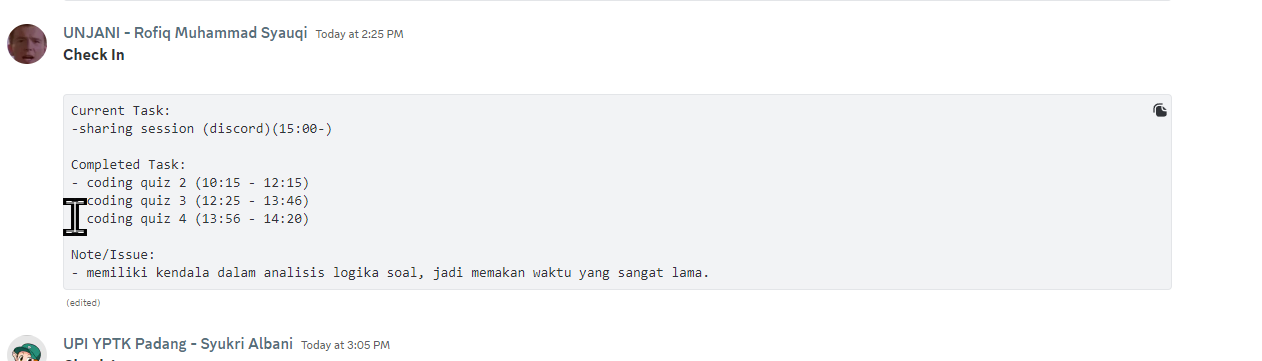 UNJANI - Rofiq Muhammad Syauqi Today at 2:25 PM
Check In
Current Task:
-sharing session (discord)(15:00-)
Completed Task:
- coding quiz 2 (10:15 - 12:15)
coding quiz 3 (12:25 - 13:46)
coding quiz 4 (13:56 - 14:20)
Note/Issue:
- memiliki kendala dalam analisis logika soal, jadi memakan waktu yang sangat lama.
(edited)
UPI YPTK Padang - Syukri Albani Today at 3:05 PM